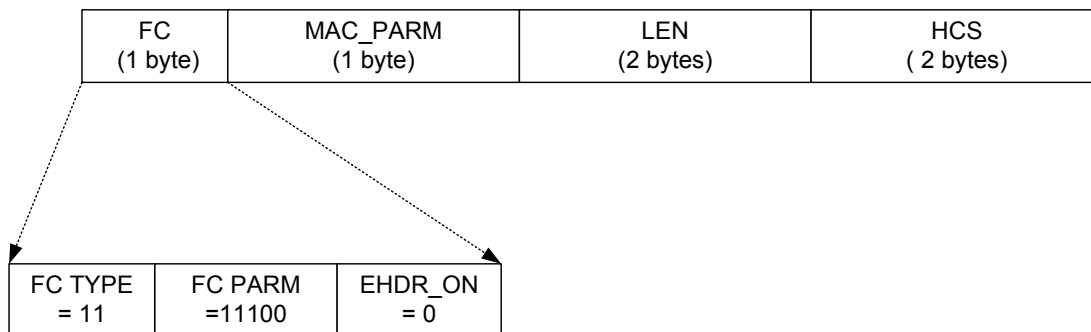 FC
(1 byte)
MAC_PARM
(1 byte)
LEN
(2 bytes)
HCS
( 2 bytes)
FC TYPE
= 11
FC PARM
=11100
EHDR_ON
= 0